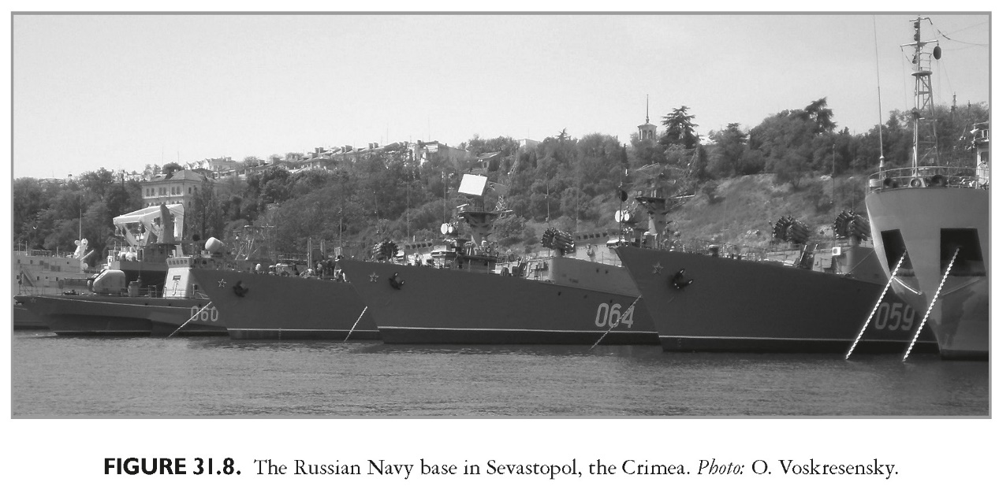 060
064
059
FIGURE 31.8. The Russian Navy base in Sevastopol, the Crimea. Photo: O. Voskresensky.